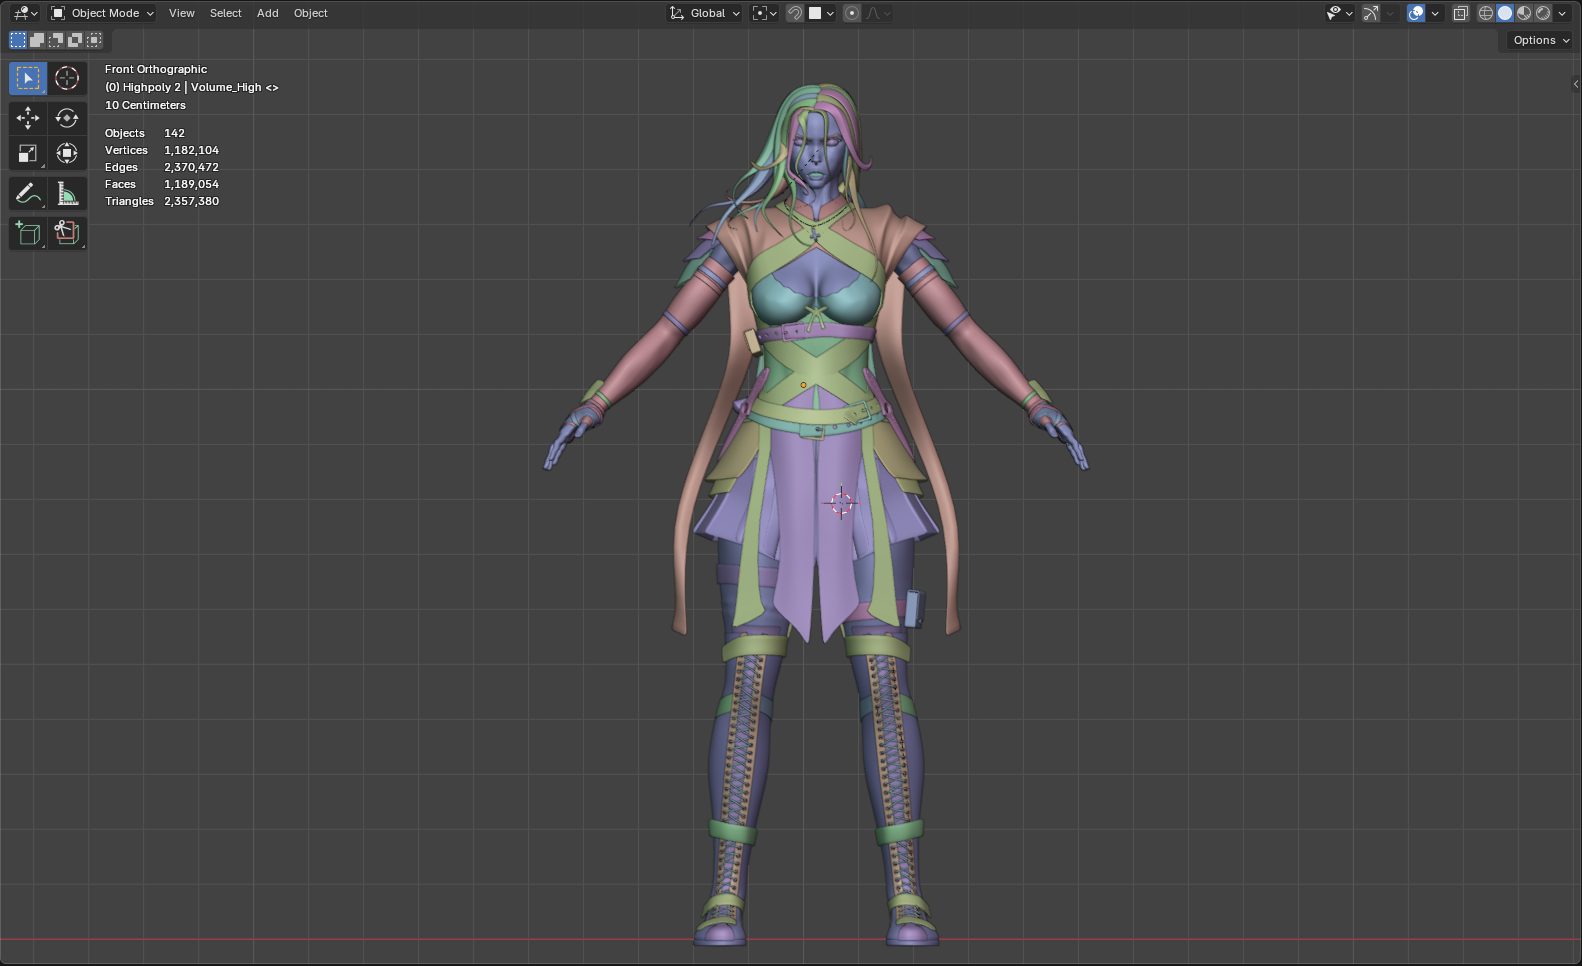 Object Mode View Select Add Object Global
Options
Front Orthographic
(0) Highpoly 2 | Volume_High <>
10 Centimeters
Objects 142
Vertices 1,182,104
Edges 2,370,472
Faces 1,189,054
Triangles 2,357,380